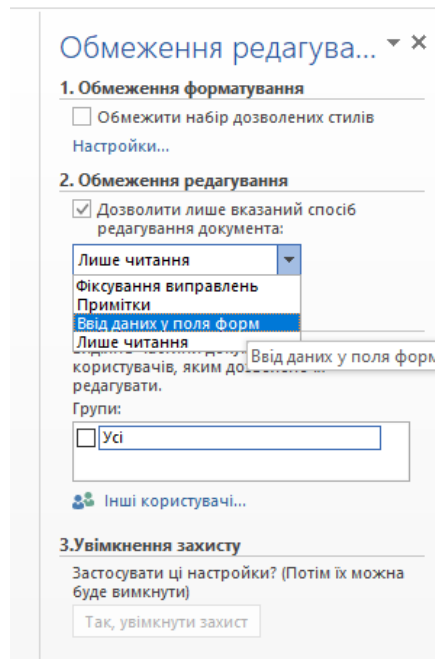 Обмеження редагува...
1. Обмеження форматування
Обмежити набір дозволених стилів
Настройки...
2. Обмеження редагування
Дозволити лише вказаний спосіб
редагування документа:
Лише читання
Фіксування виправлень
Примітки
Ввід даних у поля форм
Лише читання
Ввід даних у поля форм
користувачів, яким
редагувати.
Групи:
Усі
Інші користувачі...
3.Увімкнення захисту
Застосувати ці настройки? (Потім їх можна
буде вимкнути)
Так, увімкнути захист